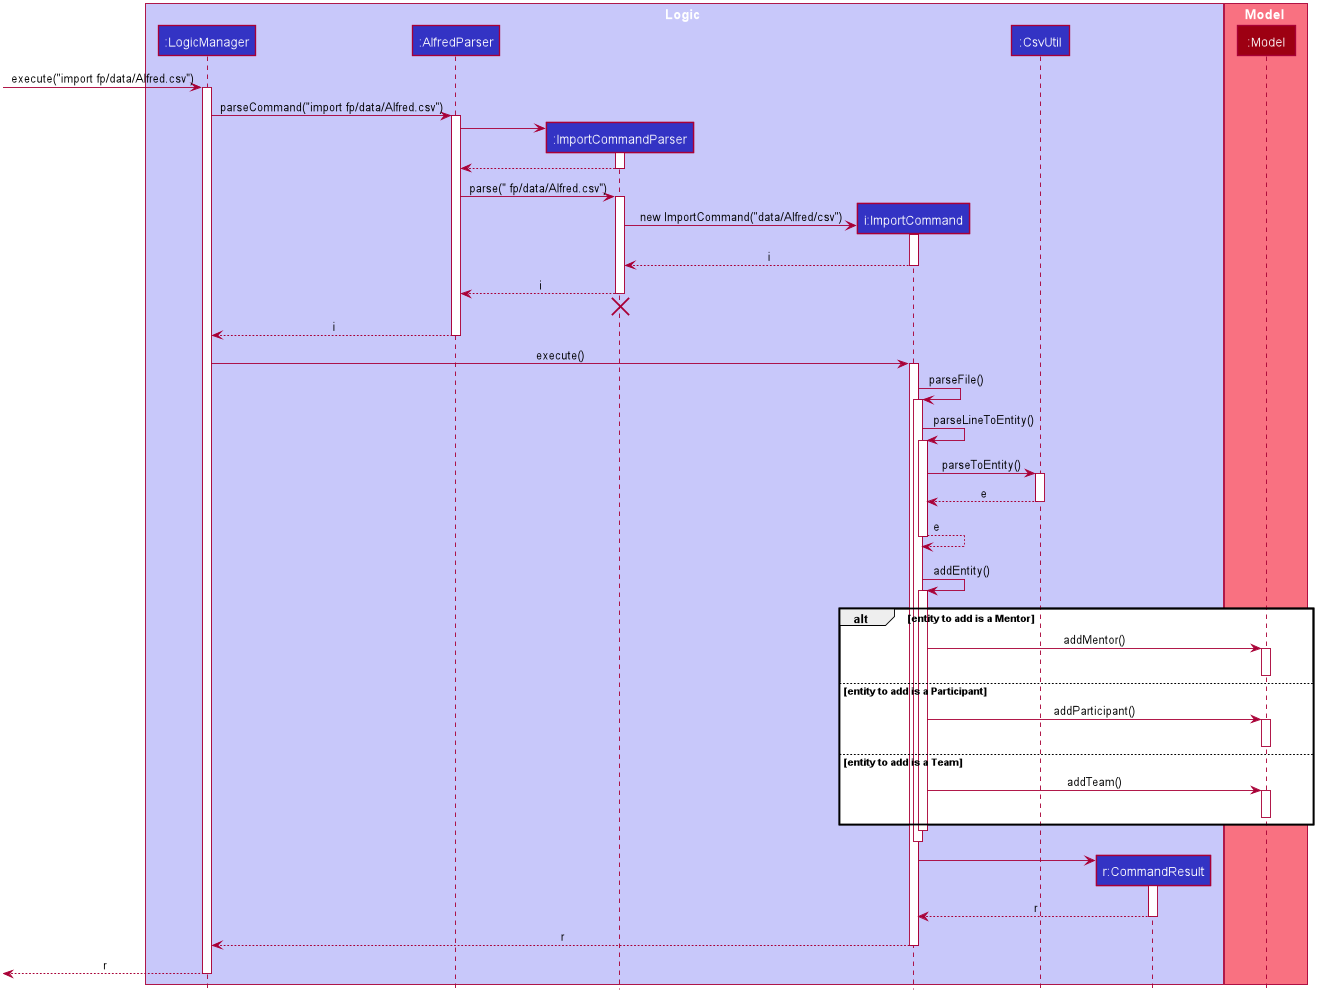 Logic
Model
:LogicManager
:AlfredParser
:CsvUtil
:Model
execute("import fp/data/Alfred.csv")
parseCommand("import fp/data/Alfred.csv")
:ImportCommandParser
parse(" fp/data/Alfred.csv")
new ImportCommand("data/Alfred/csv")
i:ImportCommand
i
i
i
execute()
parseFile()
parseLineToEntity()
parseToEntity()
e
e
addEntity()
alt
[entity to add is a Mentor]
addMentor()
[entity to add is a Participant]
addParticipant()
[entity to add is a Team]
addTeam()
r:CommandResult
r
r
r